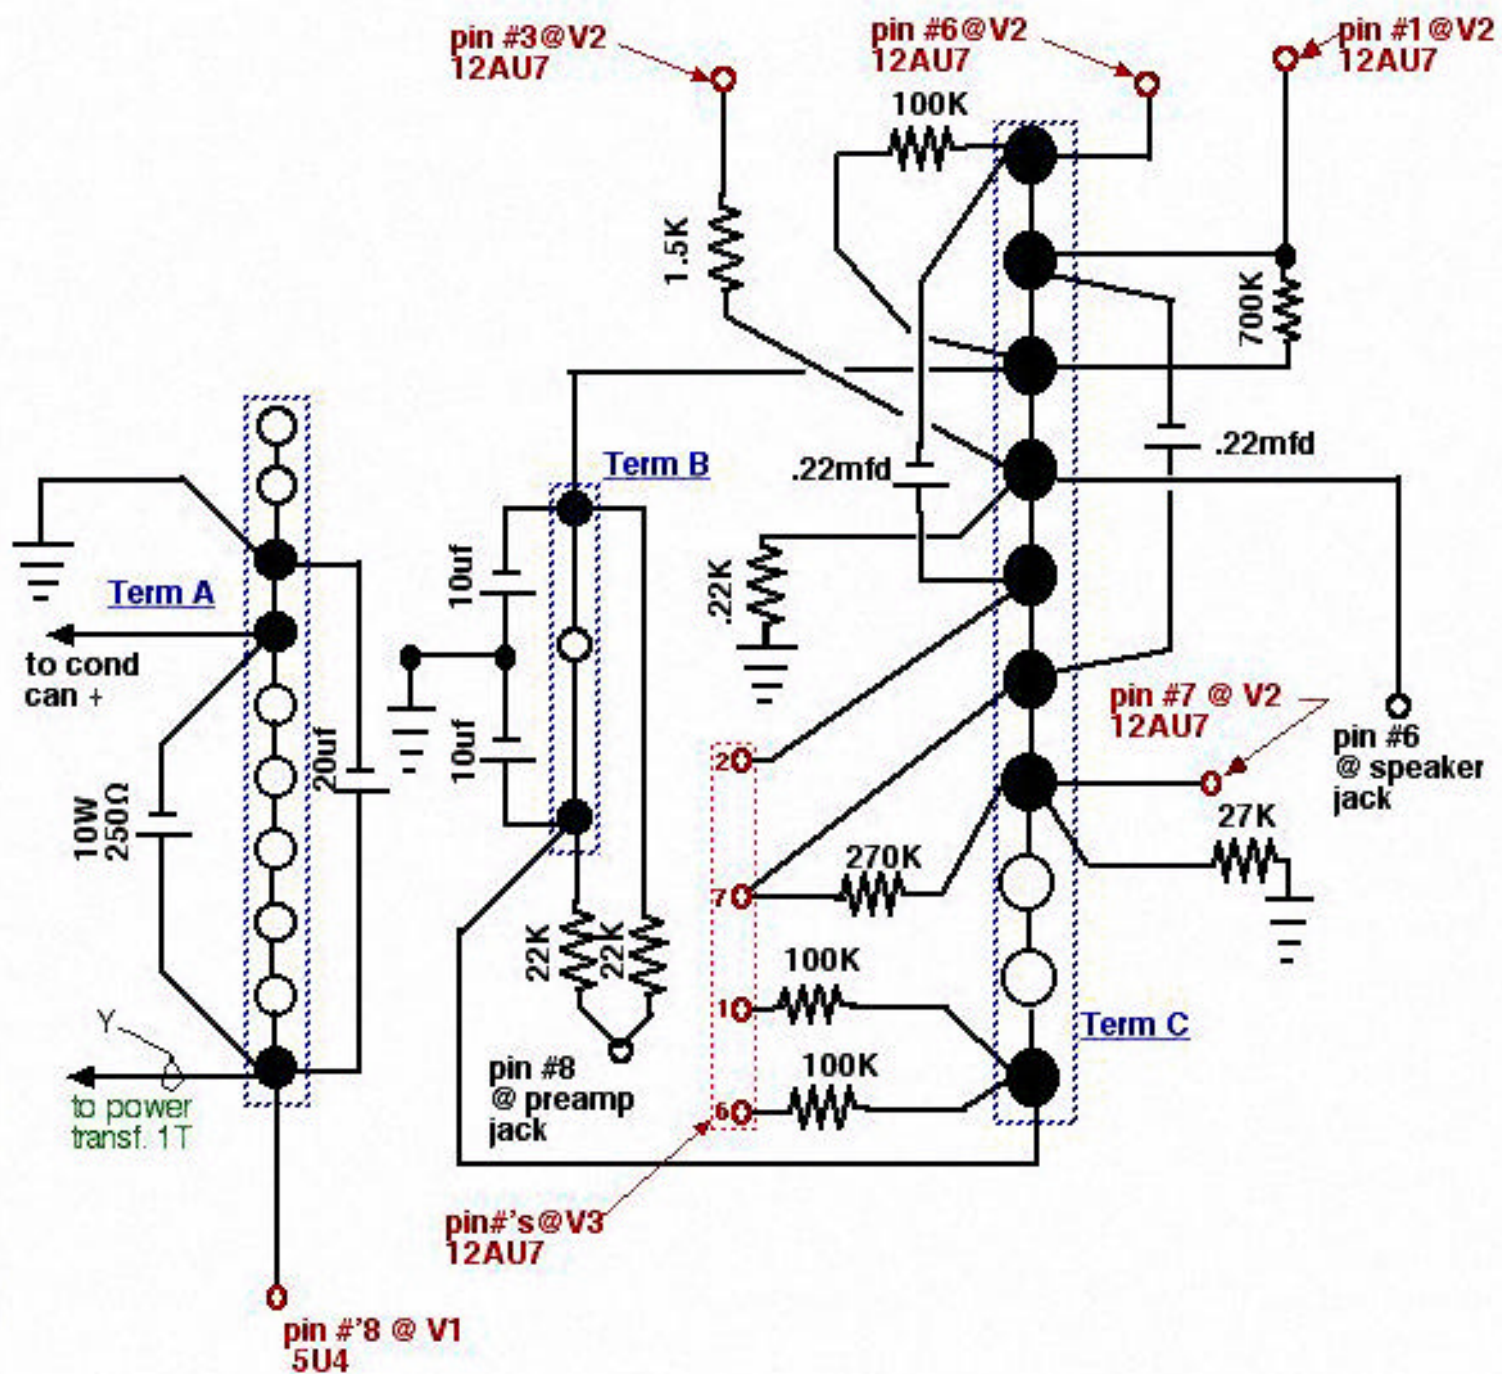 pin #3@V2
12AU7
pin #6@V2
12AU7
pin #1@V2
12AU7
100K
1.5K
700K
Term B
.22mfd
.22mfd
10uf
.22K
Term A
to cond
can +
pin #7 @ V2
12AU7
pin #6
@ speaker
jack
10W
250Ω
20uf
10uf
2
27K
270K
7
22K
22K
100K
1
Term C
Y
pin #8
@ preamp
jack
100K
6
to power
transf. 1T
pin#'s@V3
12AU7
pin #'8 @ V1
5U4